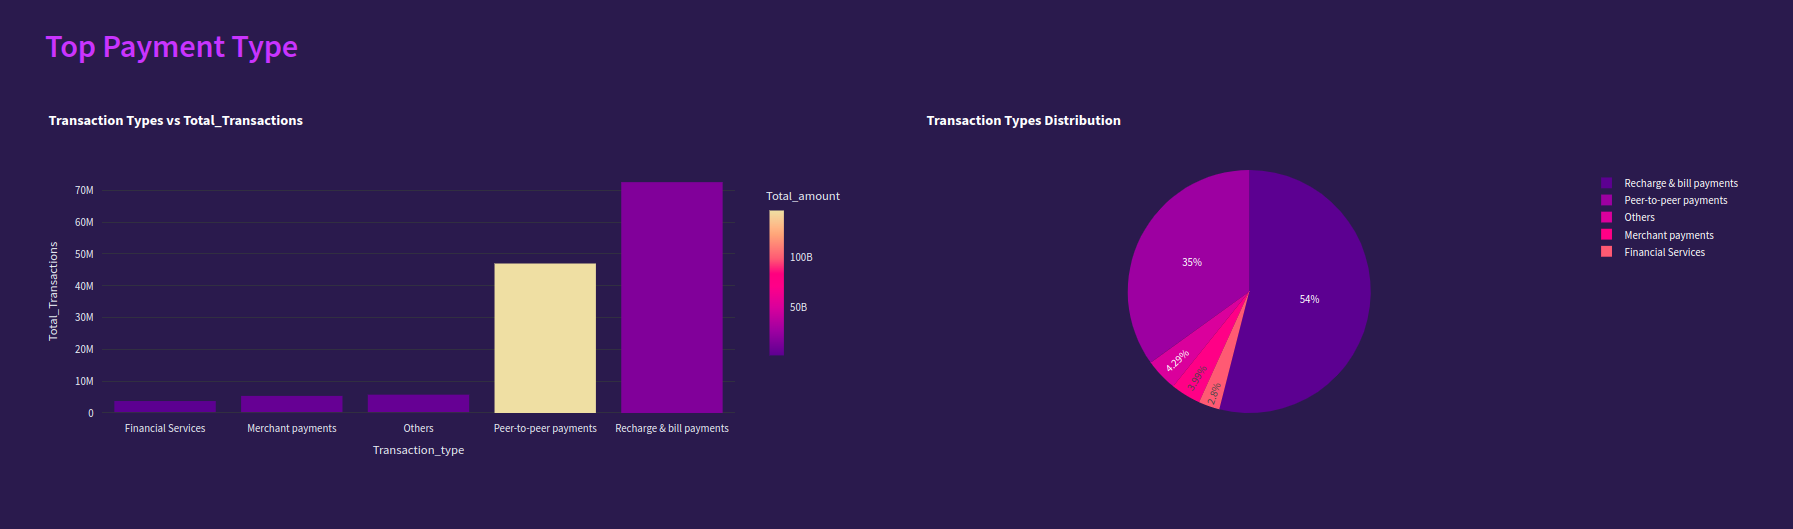 Top Payment Type
Transaction Types vs Total_Transactions
Total_Transactions
70M
60M
50M
40M
30M
20M
10M
0
Financial Services
Merchant payments
Others
Peer-to-peer payments
Recharge & bill payments
Transaction_type
Total_amount
100B
50B
Transaction Types Distribution
35%
54%
4.29%
3.99%
2.8%
Recharge & bill payments
Peer-to-peer payments
Others
Merchant payments
Financial Services